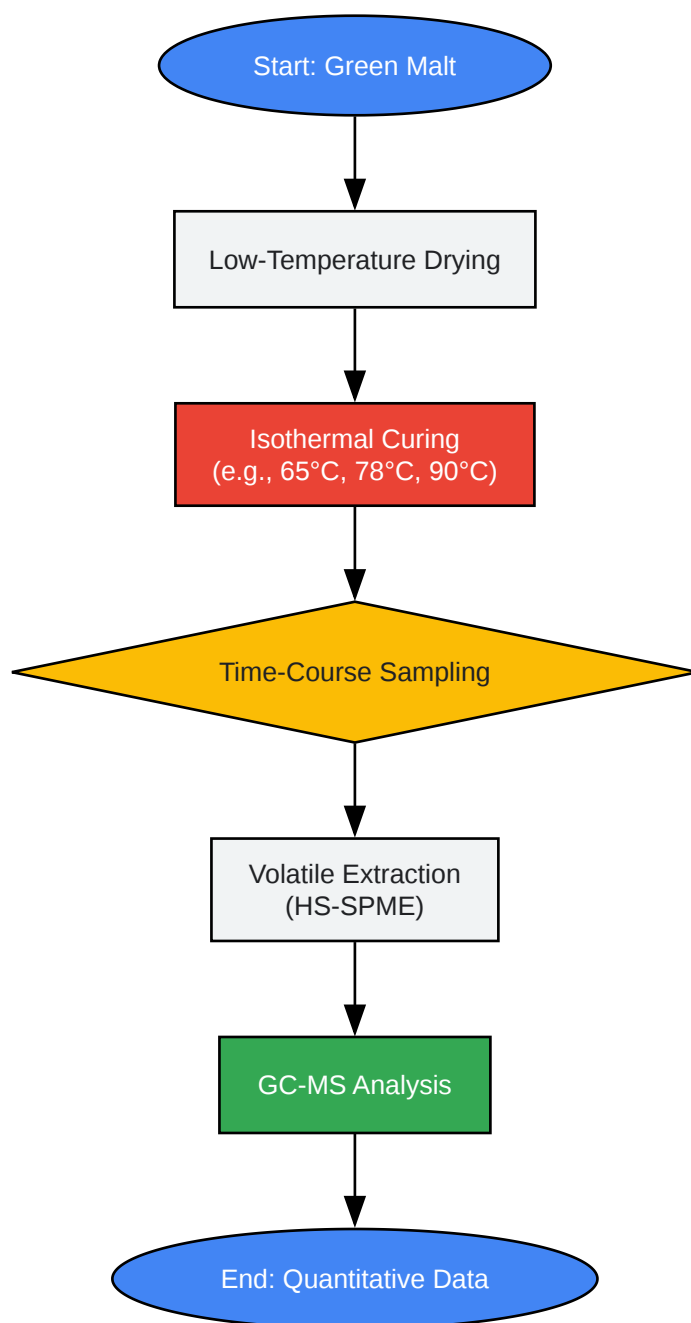 Start: Green Malt
Low-Temperature Drying
Isothermal Curing
(e.g., 65°C, 78°C, 90°C)
Time-Course Sampling
Volatile Extraction
(HS-SPME)
GC-MS Analysis
End: Quantitative Data